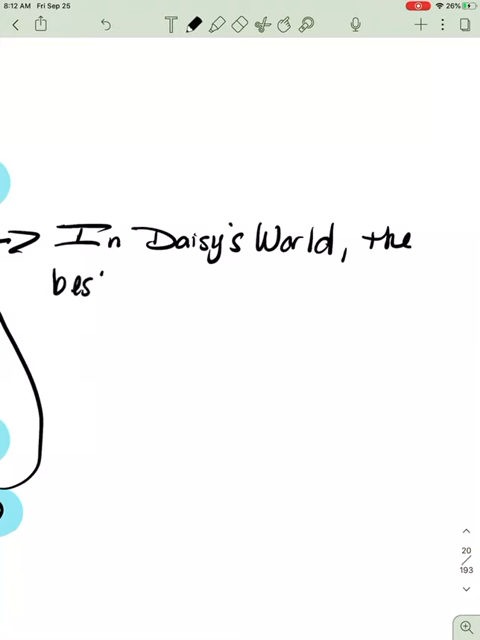 8:12 AM Fri Sep 25
26%
T
In Daisy's World, the
bes
20
193